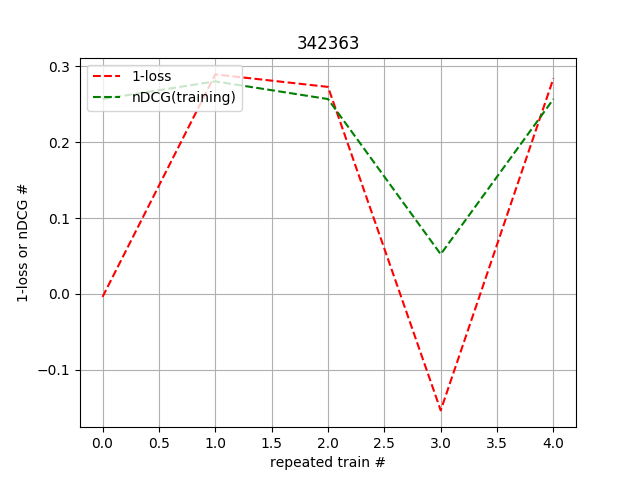 342363
1-loss
nDCG(training)
0.3
0.2
0.1
0.0
−0.1
1-loss or nDCG #
0.0 0.5 1.0 1.5 2.0 2.5 3.0 3.5 4.0
repeated train #